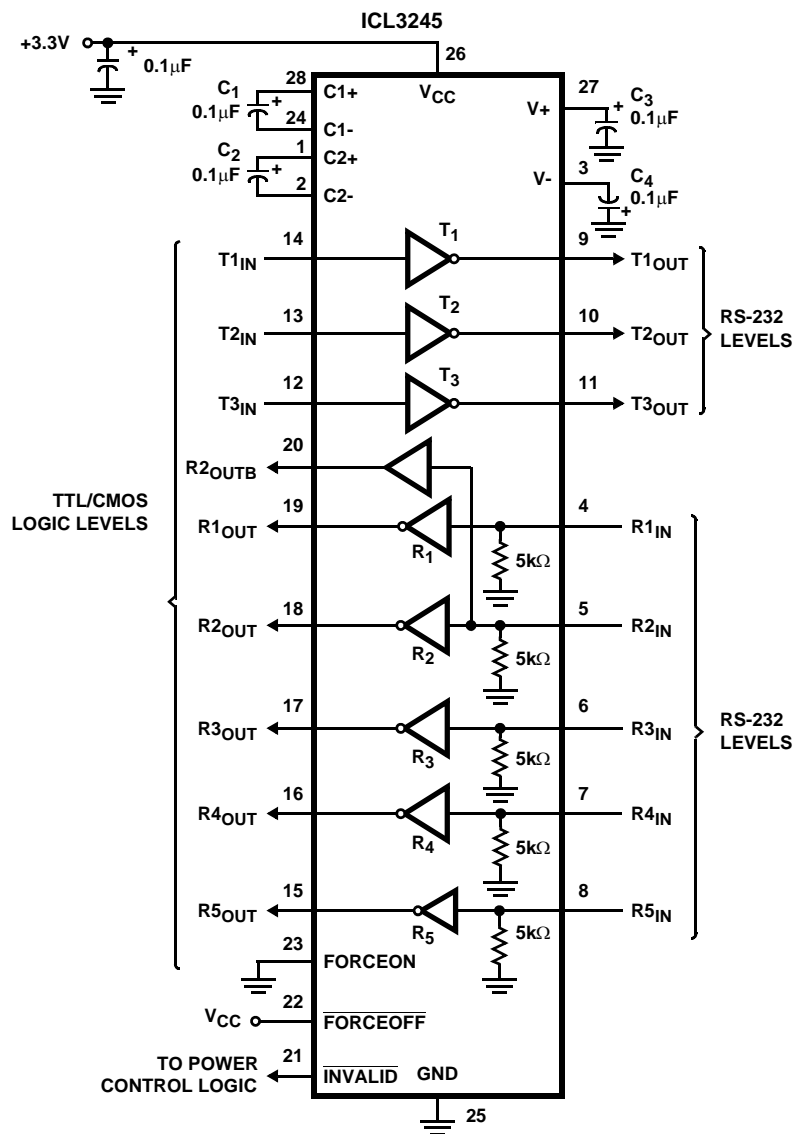 ICL3245
+3.3V
+
0.1μF
26
VCC
C1
0.1μF
+
28
C1+
24
C1-
C2
0.1μF
+
1
C2+
2
C2-
27
V+
+
C3
0.1μF
3
V-
C4
0.1μF
+
T1IN
14
T1
9
T1OUT
T2IN
13
T2
10
T2OUT
T3IN
12
T3
11
T3OUT
RS-232
LEVELS
TTL/CMOS
LOGIC LEVELS
R2OUTB
20
R1OUT
19
R1
5kΩ
4
R1IN
R2OUT
18
R2
5kΩ
5
R2IN
R3OUT
17
R3
5kΩ
6
R3IN
R4OUT
16
R4
5kΩ
7
R4IN
R5OUT
15
R5
5kΩ
8
R5IN
RS-232
LEVELS
23
FORCEON
VCC
22
FORCEOFF
TO POWER
CONTROL LOGIC
21
INVALID
GND
25